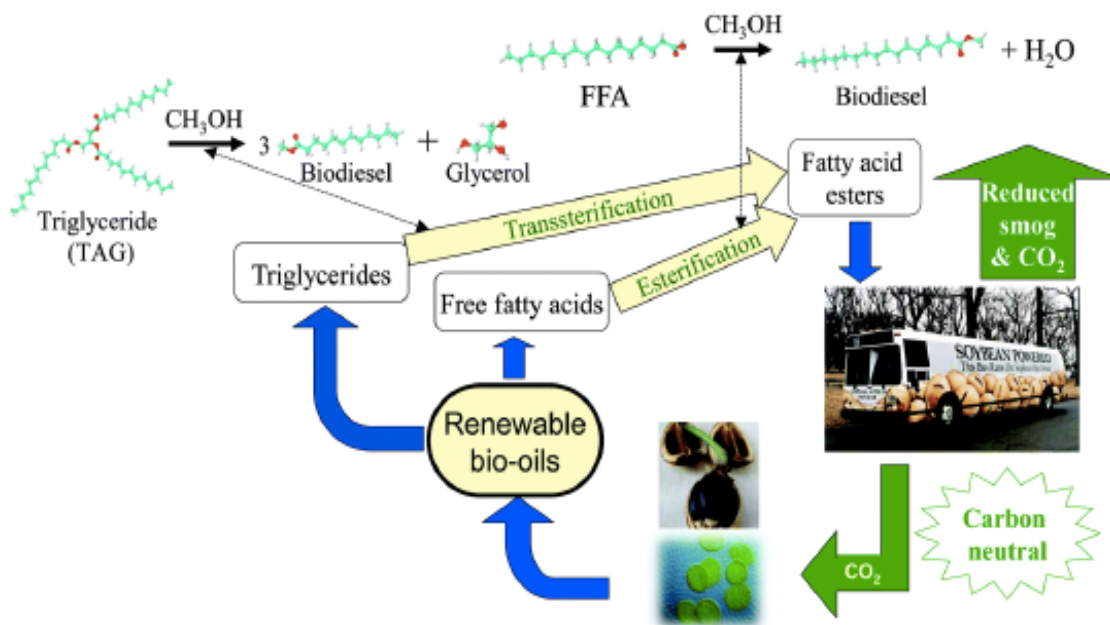 CH₃OH
FFA
Biodiesel
+ H₂O
CH₃OH
3
Biodiesel
+
Glycerol
Triglyceride
(TAG)
Fatty acid
esters
Transsterification
Esterification
Triglycerides
Free fatty acids
Reduced
smog
& CO₂
SOYBEAN POWERED
Renewable
bio-oils
Carbon
neutral
CO₂